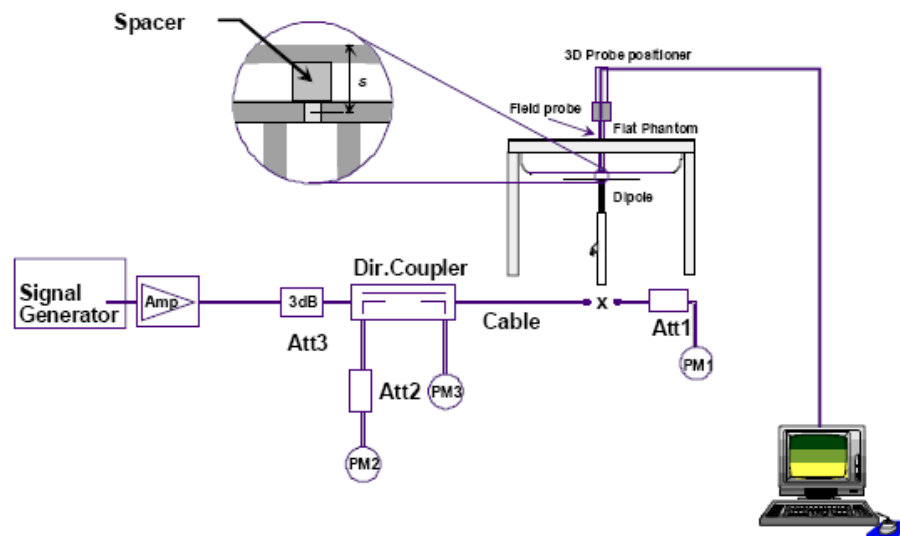 Spacer
s
3D Probe positioner
Field probe
Flat Phantom
Dipole
Signal
Generator
Amp
3dB
Att3
Dir.Coupler
Cable
x
Att1
PM1
Att2
PM3
PM2